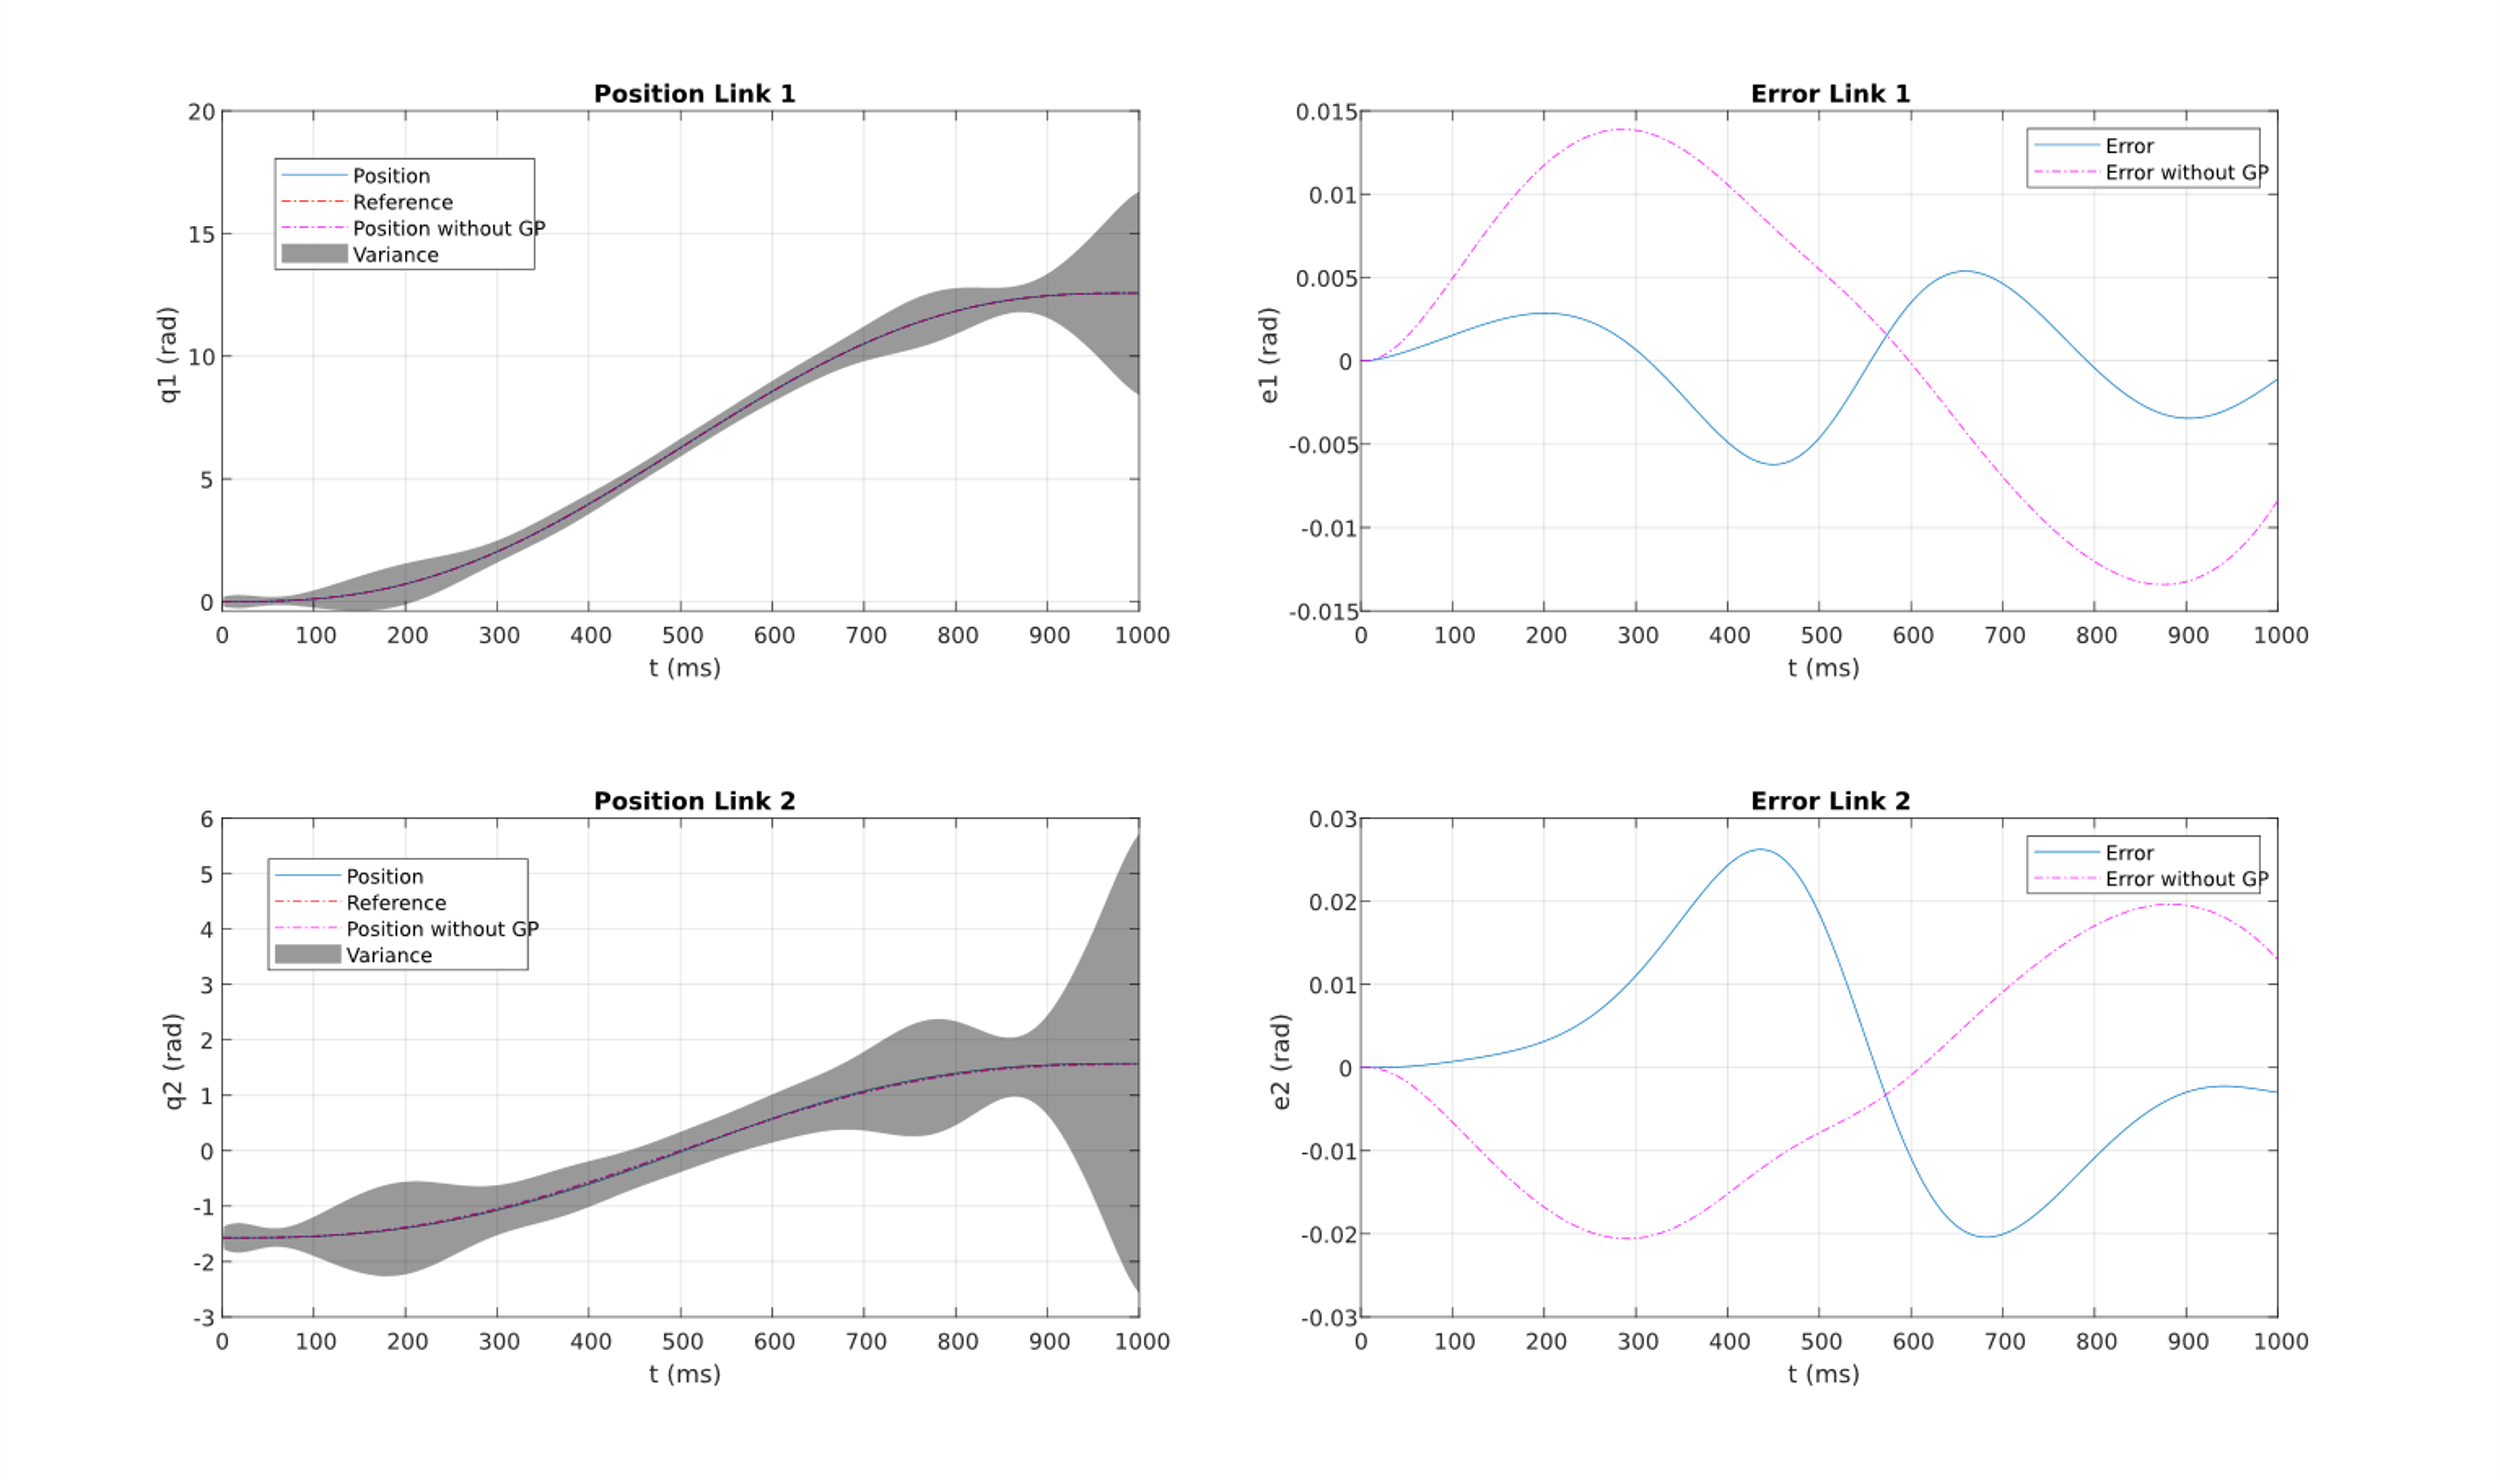 Position Link 1
20
15
10
5
0
q1 (rad)
Position
Reference
Position without GP
Variance
0 100 200 300 400 500 600 700 800 900 1000
t (ms)
Error Link 1
0.015
0.01
0.005
0
-0.005
-0.01
-0.015
e1 (rad)
Error
Error without GP
0 100 200 300 400 500 600 700 800 900 1000
t (ms)
Position Link 2
6
5
4
3
2
1
0
-1
-2
-3
q2 (rad)
Position
Reference
Position without GP
Variance
0 100 200 300 400 500 600 700 800 900 1000
t (ms)
Error Link 2
0.03
0.02
0.01
0
-0.01
-0.02
-0.03
e2 (rad)
Error
Error without GP
0 100 200 300 400 500 600 700 800 900 1000
t (ms)